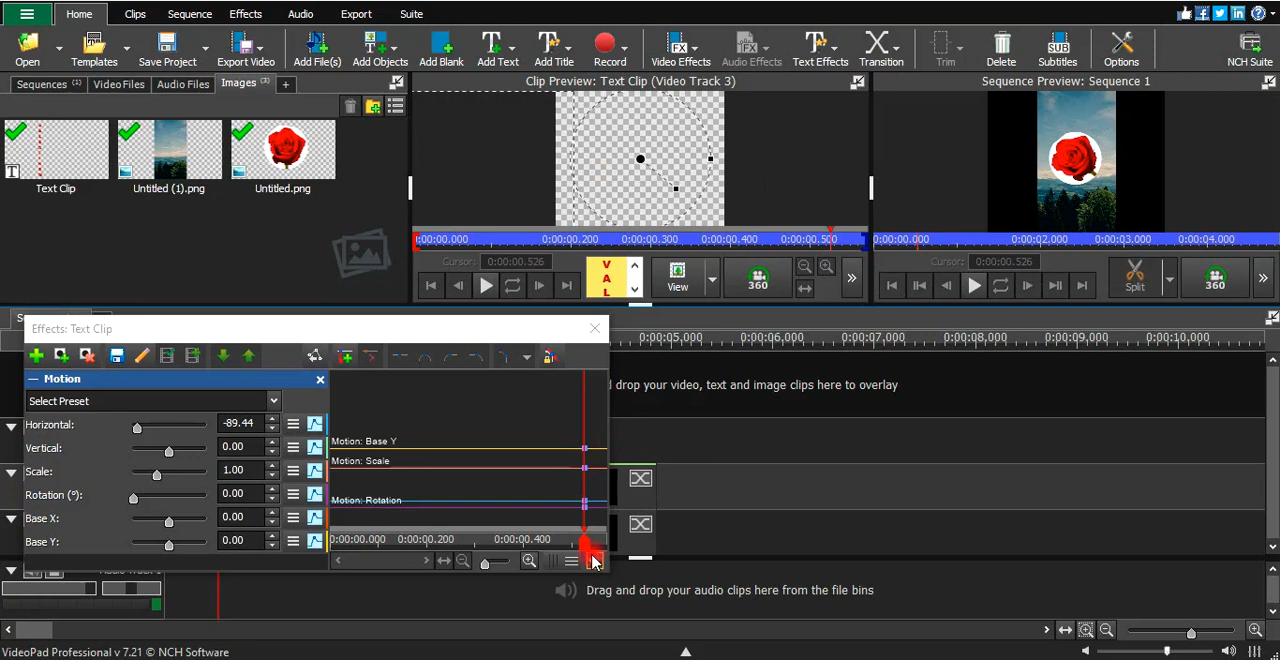 Home Clips Sequence Effects Audio Export Suite
Open Templates Save Project Export Video Add File(s) Add Objects Add Blank Add Text Add Title Record Video Effects Audio Effects Text Effects Transition Trim Delete SUB Subtitles Options NCH Suite
Sequences (1) Video Files Audio Files Images (3) +
Clip Preview: Text Clip (Video Track 3)
Sequence Preview: Sequence 1
Text Clip Untitled (1).png Untitled.png
0:00:00.000 0:00:00.200 0:00:00.300 0:00:00.400 0:00:00.500
0:00:00.000 0:00:02,000 0:00:03,000 0:00:04,000
Cursor: 0:00:00.526
V
A
L
View
360
Cursor: 0:00:00.526
Split
360
Effects: Text Clip
0:00:05,000 0:00:06,000 0:00:07,000 0:00:08,000 0:00:09,000 0:00:10,000
Motion
Select Preset
drop your video, text and image clips here to overlay
Horizontal: -89.44
Vertical: 0.00
Scale: 1.00
Rotation (º): 0.00
Base X: 0.00
Base Y: 0.00
Motion: Base Y
Motion: Scale
Motion: Rotation
0:00:00.000 0:00:00.200 0:00:00.400
Drag and drop your audio clips here from the file bins
VideoPad Professional v 7.21 © NCH Software